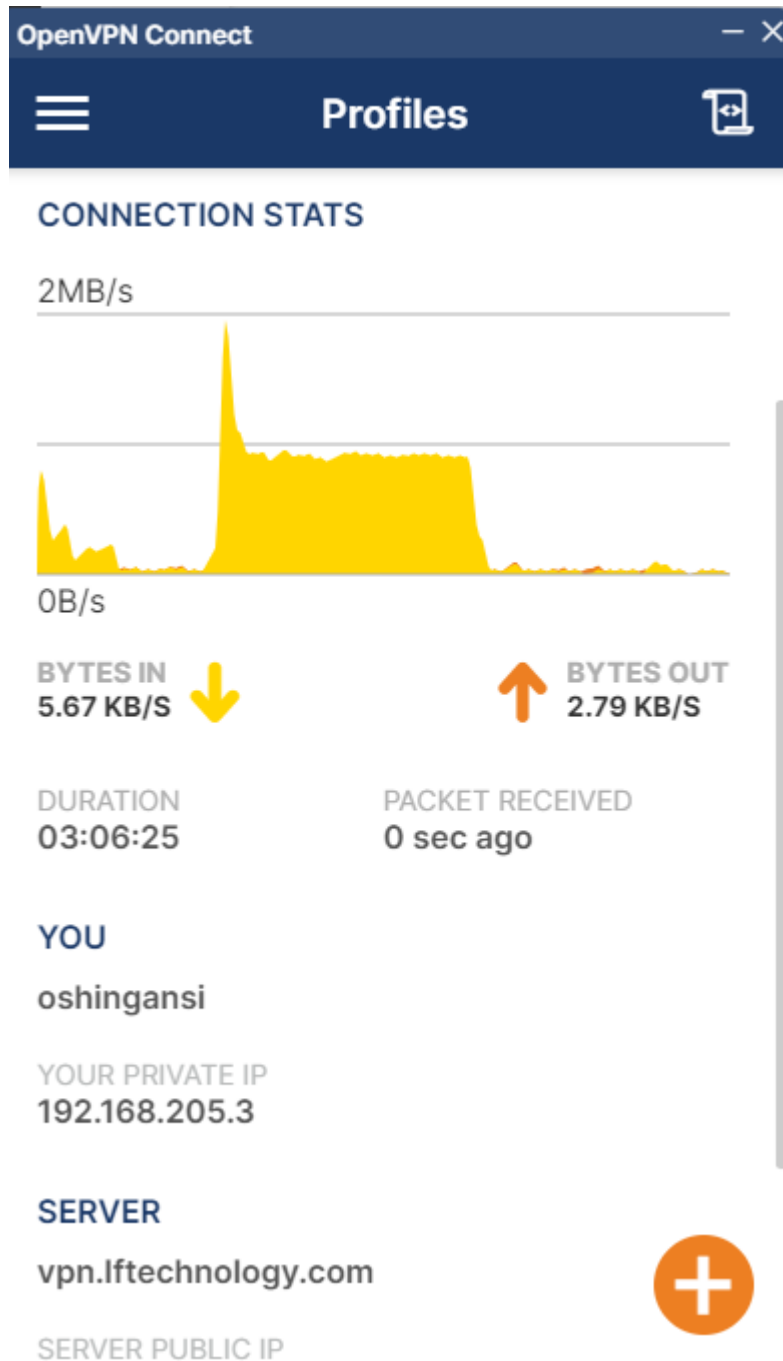 OpenVPN Connect
Profiles
CONNECTION STATS
2MB/s
0B/s
BYTES IN
5.67 KB/S
BYTES OUT
2.79 KB/S
DURATION
03:06:25
PACKET RECEIVED
0 sec ago
YOU
oshingansi
YOUR PRIVATE IP
192.168.205.3
SERVER
vpn.lftechnology.com
SERVER PUBLIC IP